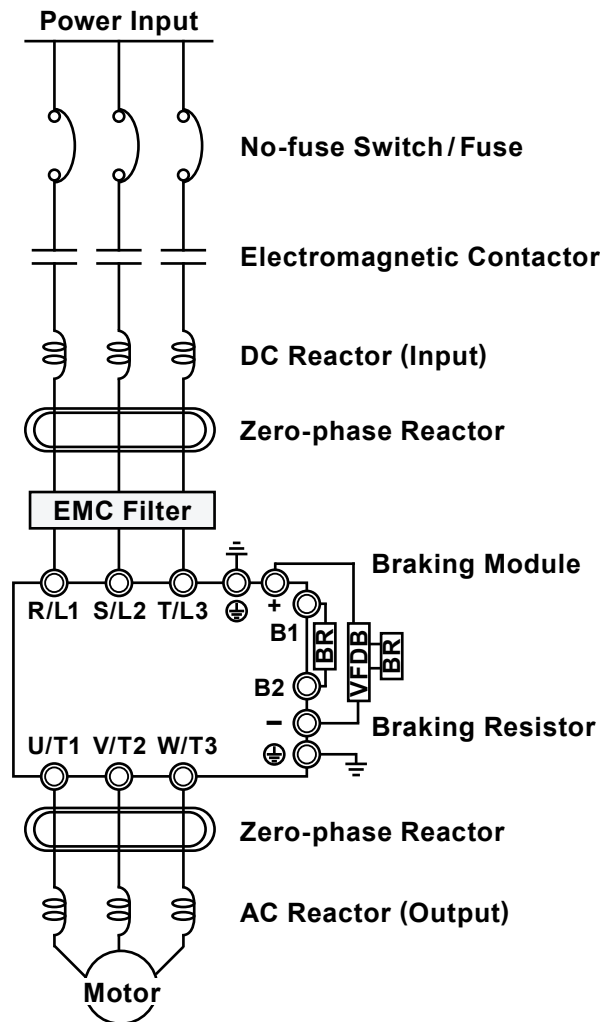 Power Input
No-fuse Switch / Fuse
Electromagnetic Contactor
DC Reactor (Input)
Zero-phase Reactor
EMC Filter
Braking Module
R/L1 S/L2 T/L3
+
B1
BR
VFDB
BR
B2
−
Braking Resistor
U/T1 V/T2 W/T3
Zero-phase Reactor
AC Reactor (Output)
Motor